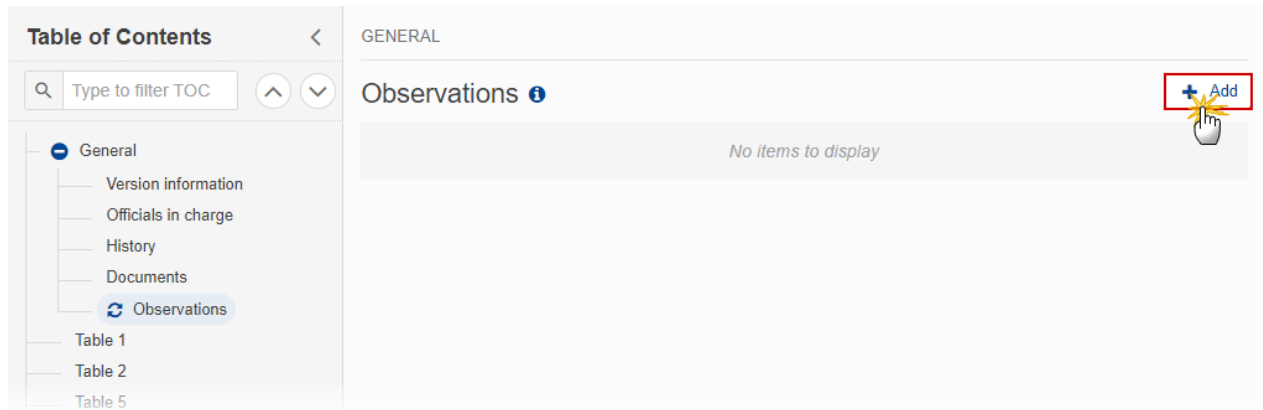 Table of Contents
Type to filter TOC
General
Version information
Officials in charge
History
Documents
Observations
Table 1
Table 2
Table 5
GENERAL
Observations
Add
No items to display